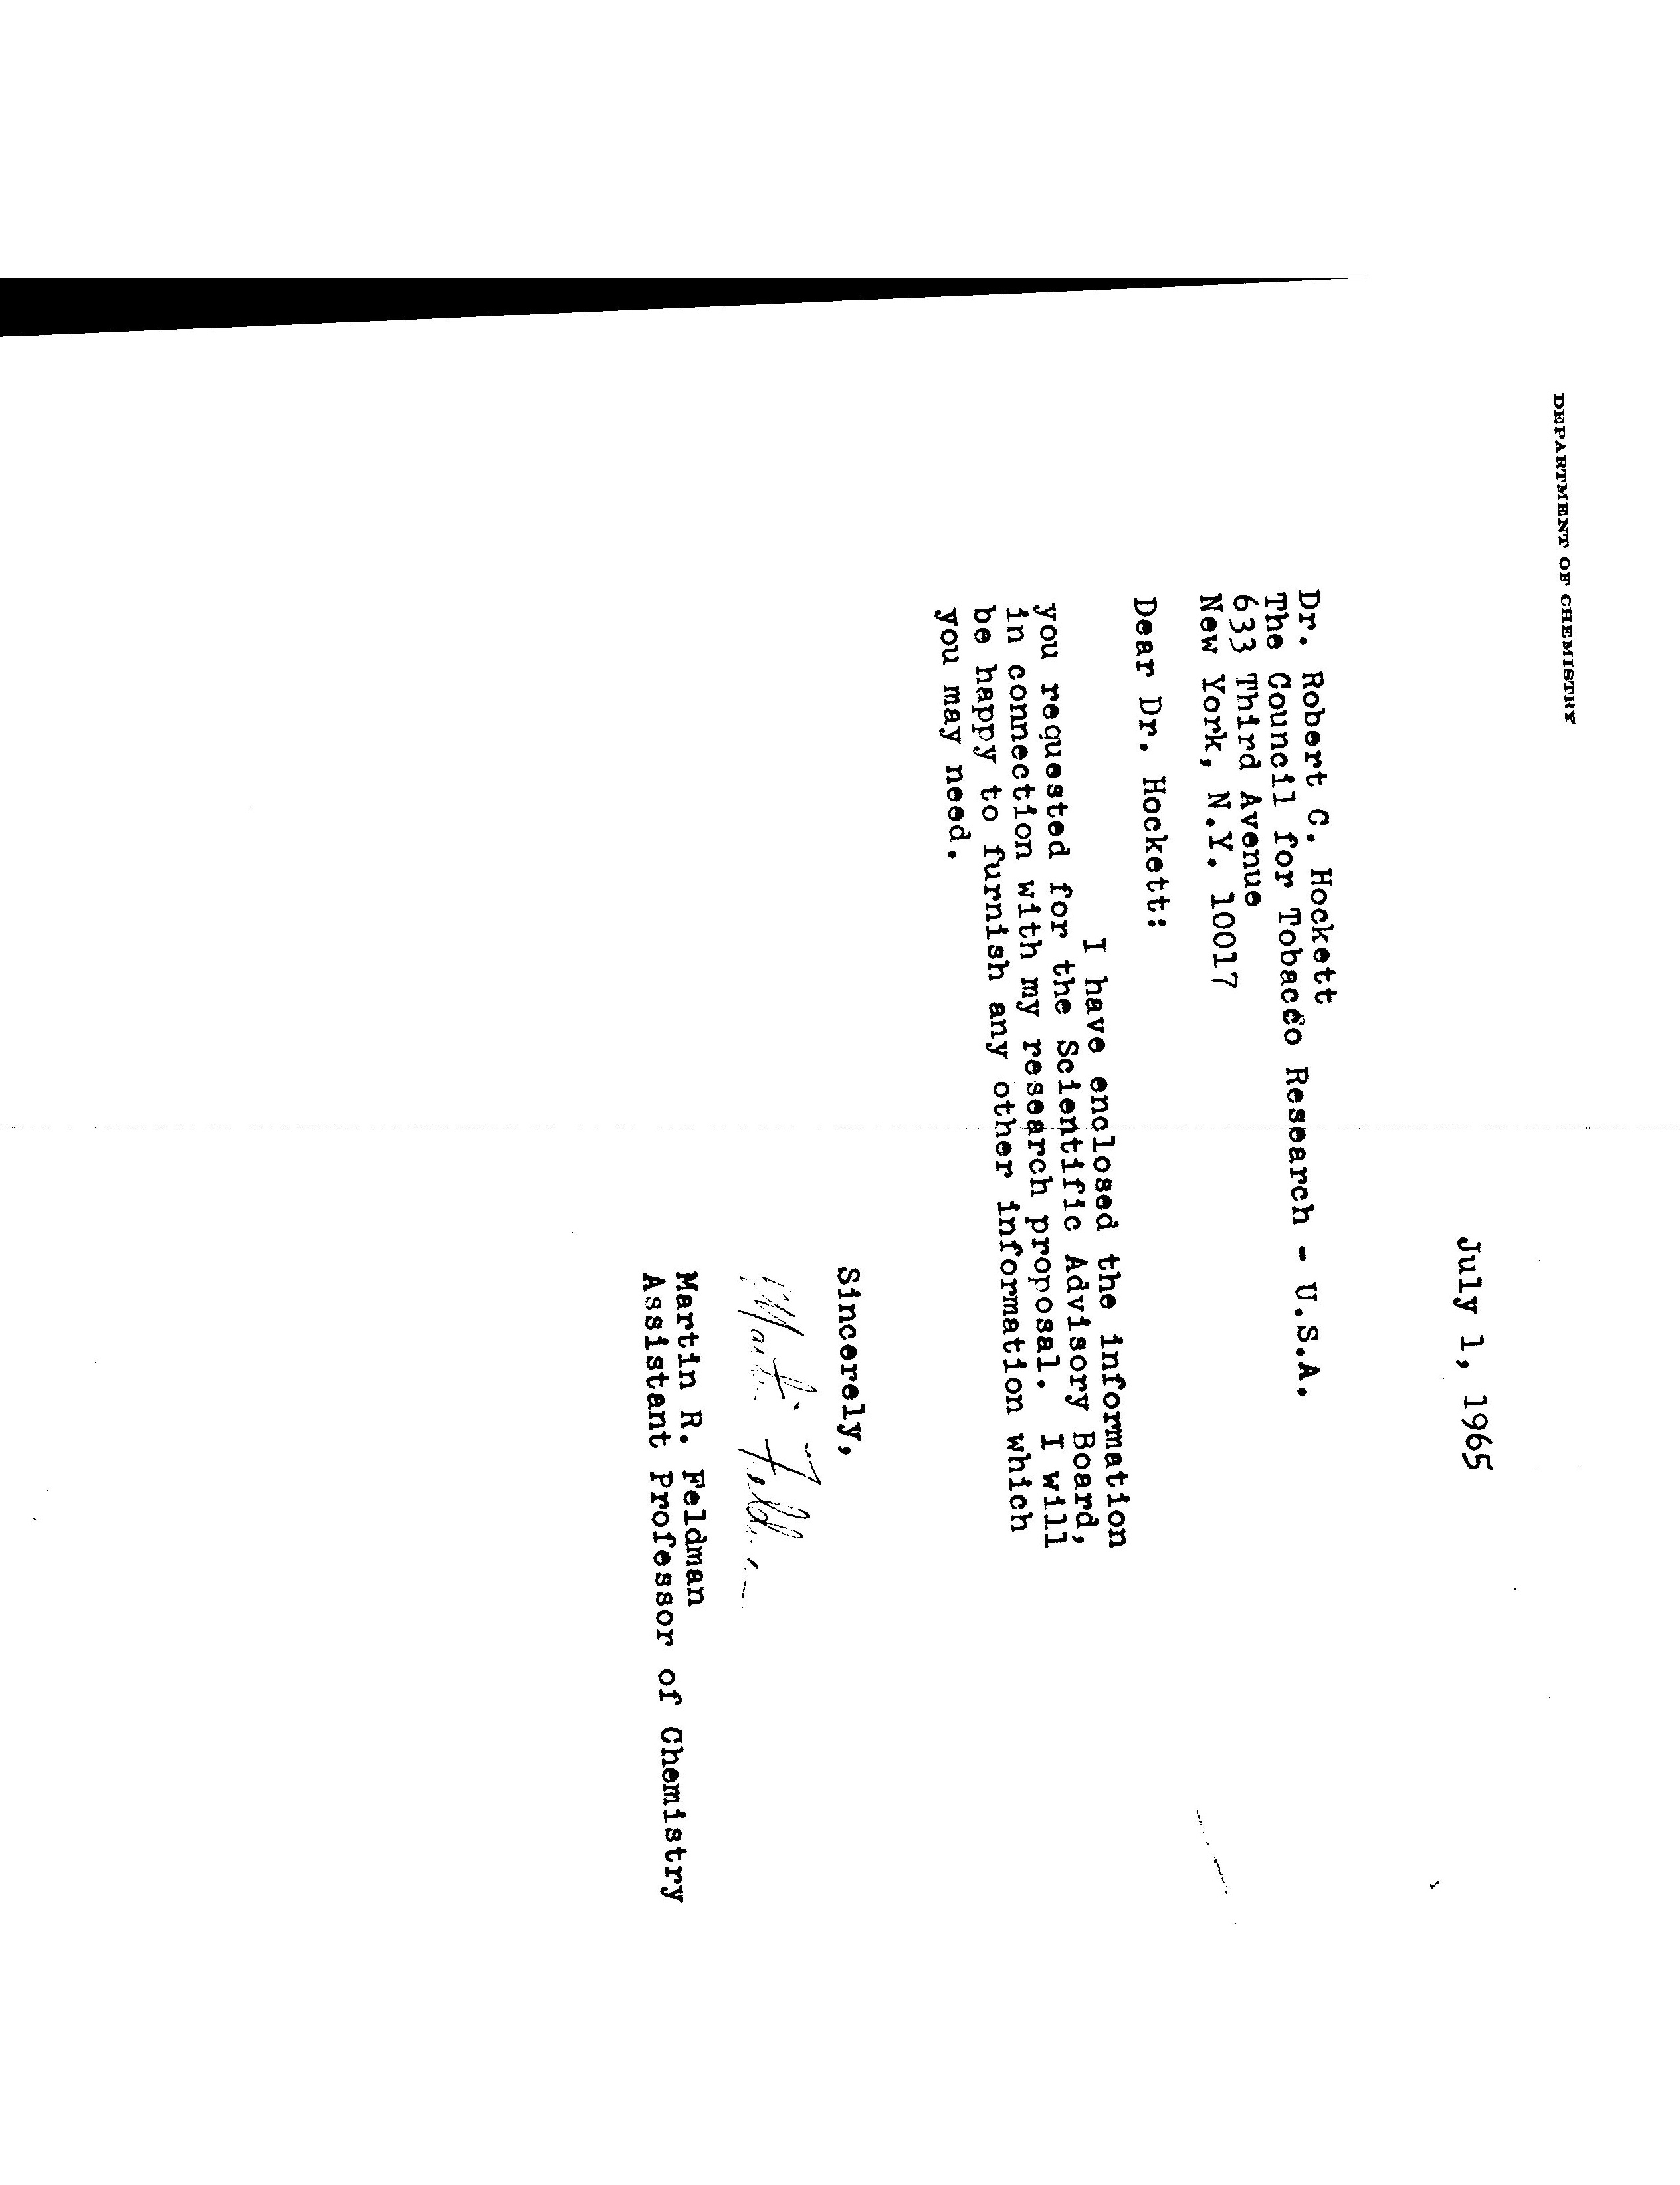 DEPARTMENT OF CHEMISTRY
July 1, 1965
Dr. Robert C. Hockett
The Council for Tobacco Research - U.S.A.
633 Third Avenue
New York, N.Y. 10017
Dear Dr. Hockett:
I have enclosed the information
you requested for the Scientific Advisory Board,
in connection with my research proposal. I will
be happy to furnish any other information which
you may need.
Sincerely,
Martin Feldman
Martin R. Feldman
Assistant Professor of Chemistry